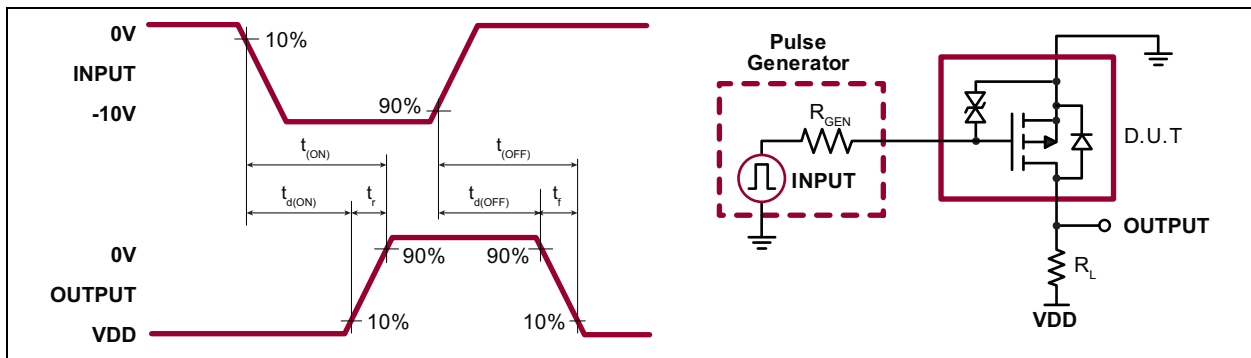 0V
INPUT
-10V
10%
90%
t(ON)
t(OFF)
td(ON)
tr
td(OFF)
tf
0V
OUTPUT
VDD
90%
90%
10%
10%
Pulse
Generator
RGEN
INPUT
D.U.T
OUTPUT
RL
VDD